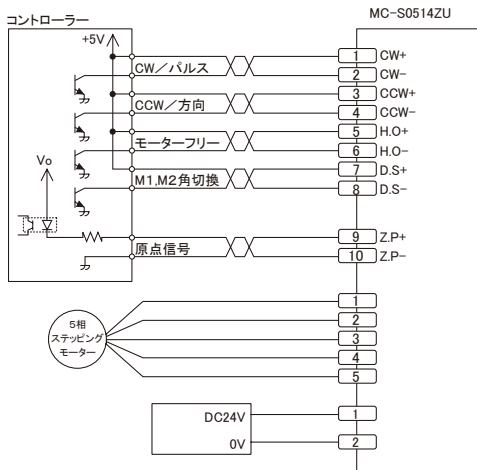 MC-S0514ZU
コントローラー
+5V
1 CW+
CW／パルス
2 CW-
3 CCW+
CCW／方向
4 CCW-
5 H.O+
モーターフリー
6 H.O-
Vo
7 D.S+
M1,M2角切換
8 D.S-
9 Z.P+
原点信号
10 Z.P-
5相
ステッピング
モーター
1
2
3
4
5
DC24V
1
0V
2